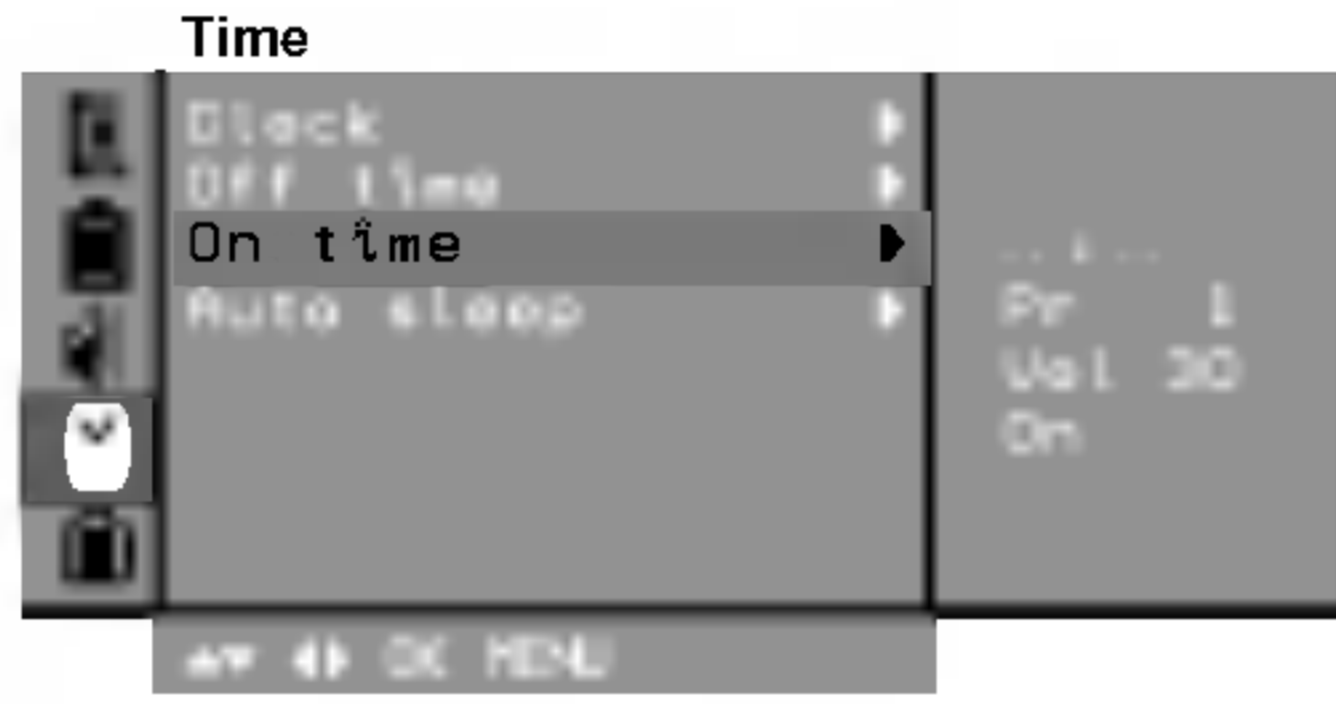 Time
Clock
Off time
On time
Auto sleep
Pr 1
Vol 30
On
▲▼ ◀▶ OK MENU